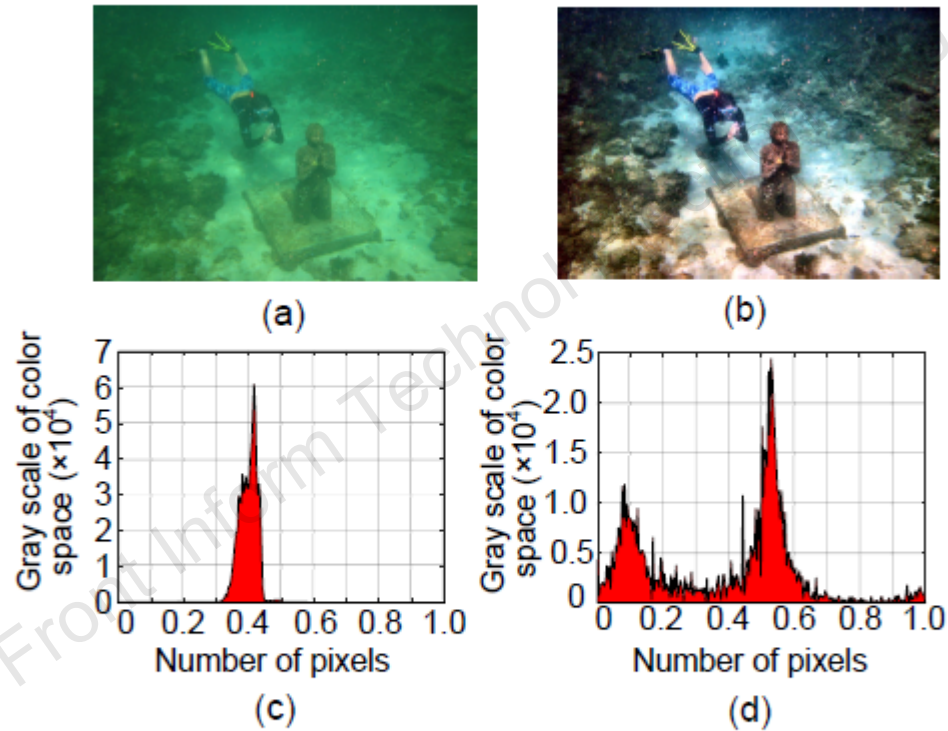 (a)
(b)
Gray scale of color
space (×10⁴)
7
6
5
4
3
2
1
0
0 0.2 0.4 0.6 0.8 1.0
Number of pixels
(c)
Gray scale of color
space (×10⁴)
2.5
2.0
1.5
1.0
0.5
0
0 0.2 0.4 0.6 0.8 1.0
Number of pixels
(d)
Front Inform Technol